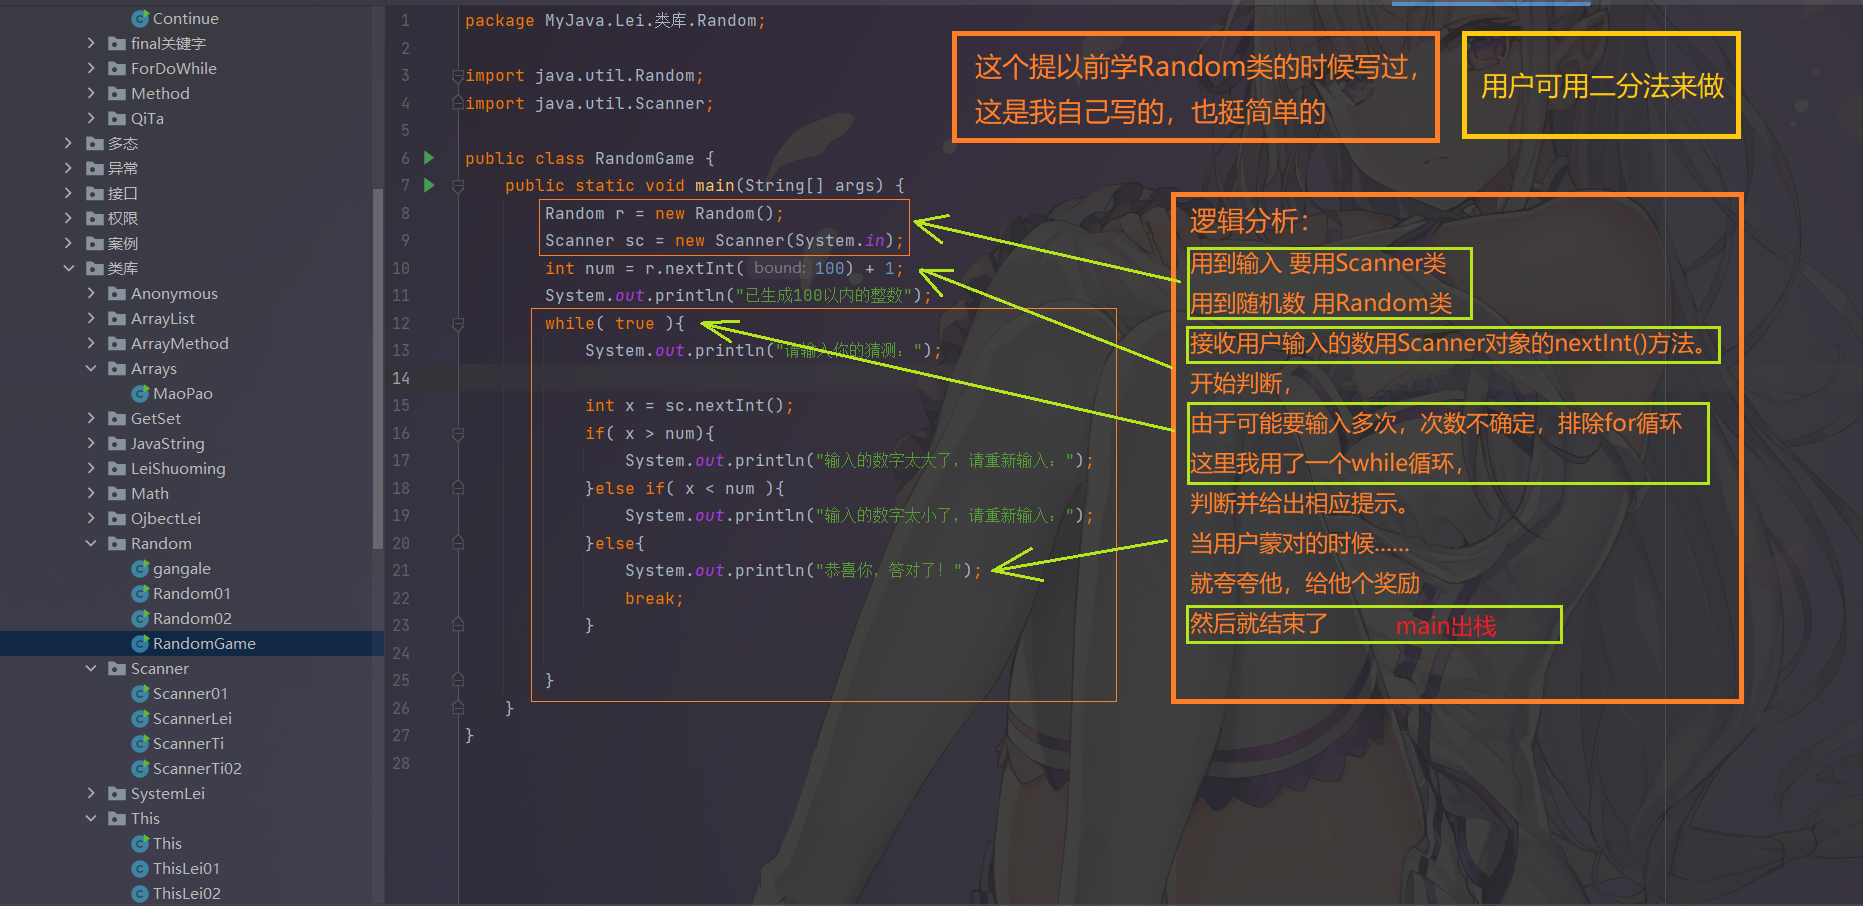 Continue
final关键字
ForDoWhile
Method
QiTa
多态
异常
接口
权限
案例
类库
Anonymous
ArrayList
ArrayMethod
Arrays
MaoPao
GetSet
JavaString
LeiShuoming
Math
OjbectLei
Random
gangale
Random01
Random02
RandomGame
Scanner
Scanner01
ScannerLei
ScannerTi
ScannerTi02
SystemLei
This
This
ThisLei01
ThisLei02
1 package MyJava.Lei.类库.Random;
2
3 import java.util.Random;
4 import java.util.Scanner;
5
6 public class RandomGame {
7 public static void main(String[] args) {
8 Random r = new Random();
9 Scanner sc = new Scanner(System.in);
10 int num = r.nextInt( bound: 100) + 1;
11 System.out.println("已生成100以内的整数");
12 while( true ){
13 System.out.println("请输入你的猜测：");
14
15 int x = sc.nextInt();
16 if( x > num){
17 System.out.println("输入的数字太大了，请重新输入：");
18 }else if( x < num ){
19 System.out.println("输入的数字太小了，请重新输入：");
20 }else{
21 System.out.println("恭喜你，答对了！");
22 break;
23 }
24
25 }
26 }
27 }
28
这个提以前学Random类的时候写过，
这是我自己写的，也挺简单的
用户可用二分法来做
逻辑分析：
用到输入 要用Scanner类
用到随机数 用Random类
接收用户输入的数用Scanner对象的nextInt()方法。
开始判断，
由于可能要输入多次，次数不确定，排除for循环
这里我用了一个while循环，
判断并给出相应提示。
当用户蒙对的时候......
就夸夸他，给他个奖励
然后就结束了 main出栈